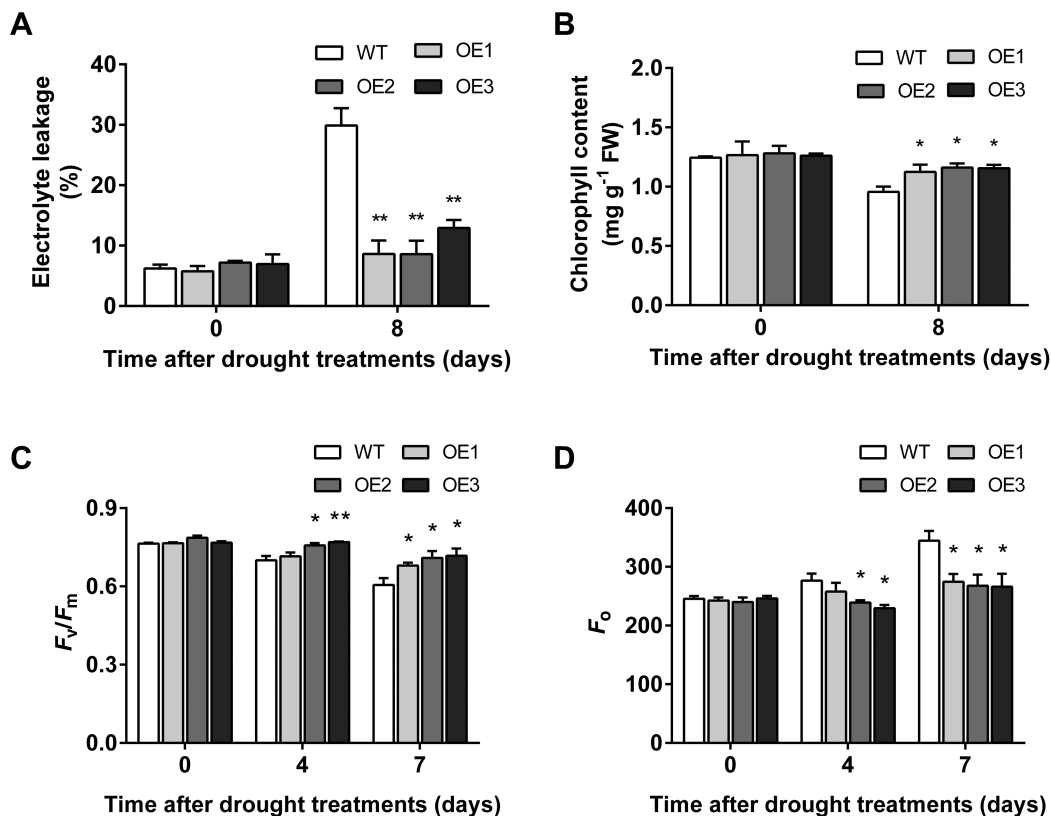 A
WT OE1
OE2 OE3
Electrolyte leakage
(%)
40
30
20
10
0
** ** **
0 8
Time after drought treatments (days)
B
WT OE1
OE2 OE3
Chlorophyll content
(mg g⁻¹ FW)
2.0
1.5
1.0
0.5
0.0
* * *
0 8
Time after drought treatments (days)
C
WT OE1
OE2 OE3
Fv/Fm
0.9
0.6
0.3
0.0
* ** * * *
0 4 7
Time after drought treatments (days)
D
WT OE1
OE2 OE3
Fo
400
300
200
100
0
* * * * *
0 4 7
Time after drought treatments (days)